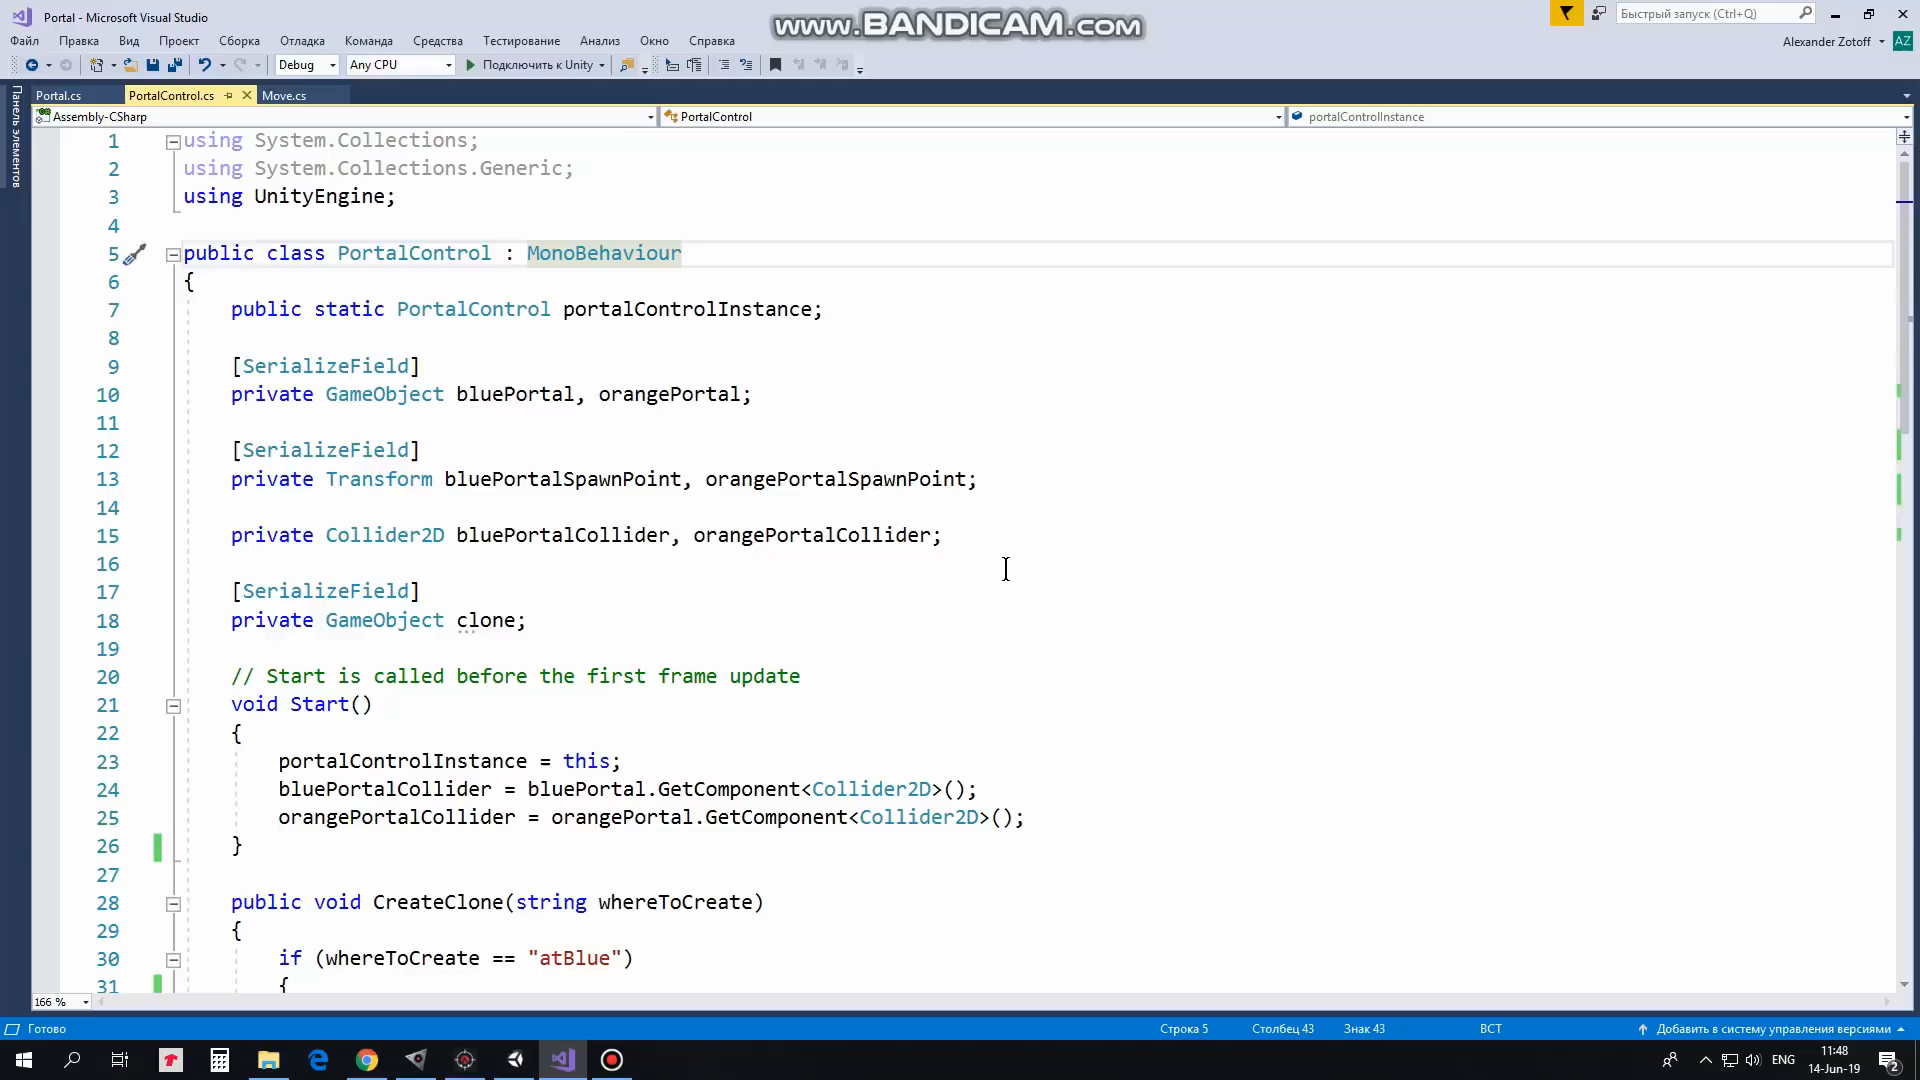 Portal - Microsoft Visual Studio
www.BANDICAM.com
Быстрый запуск (Ctrl+Q)
Файл Правка Вид Проект Сборка Отладка Команда Средства Тестирование Анализ Окно Справка
Alexander Zotoff AZ
Debug Any CPU Подключить к Unity
Панель элементов
Portal.cs PortalControl.cs Move.cs
Assembly-CSharp PortalControl portalControlInstance
1 using System.Collections;
2 using System.Collections.Generic;
3 using UnityEngine;
4
5 public class PortalControl : MonoBehaviour
6 {
7 public static PortalControl portalControlInstance;
8
9 [SerializeField]
10 private GameObject bluePortal, orangePortal;
11
12 [SerializeField]
13 private Transform bluePortalSpawnPoint, orangePortalSpawnPoint;
14
15 private Collider2D bluePortalCollider, orangePortalCollider;
16
17 [SerializeField]
18 private GameObject clone;
19
20 // Start is called before the first frame update
21 void Start()
22 {
23 portalControlInstance = this;
24 bluePortalCollider = bluePortal.GetComponent<Collider2D>();
25 orangePortalCollider = orangePortal.GetComponent<Collider2D>();
26 }
27
28 public void CreateClone(string whereToCreate)
29 {
30 if (whereToCreate == "atBlue")
31 {
166 %
Готово Строка 5 Столбец 43 Знак 43 ВСТ Добавить в систему управления версиями
ENG 11:48
14-Jun-19 2